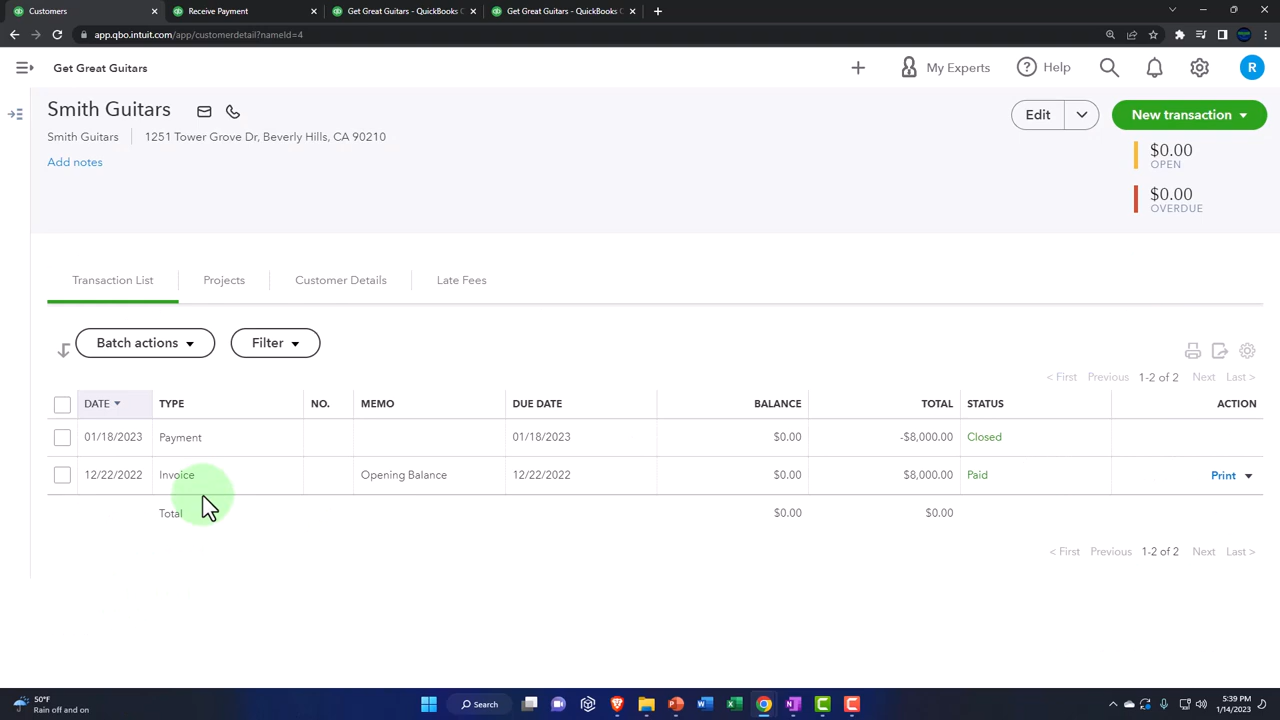 Customers × Receive Payment × Get Great Guitars - QuickBooks C × Get Great Guitars - QuickBooks C × +
app.qbo.intuit.com/app/customerdetail?nameId=4
Get Great Guitars + My Experts Help R
Smith Guitars Edit New transaction
Smith Guitars 1251 Tower Grove Dr, Beverly Hills, CA 90210
Add notes
$0.00
OPEN
$0.00
OVERDUE
Transaction List Projects Customer Details Late Fees
Batch actions Filter
< First Previous 1-2 of 2 Next Last >
DATE TYPE NO. MEMO DUE DATE BALANCE TOTAL STATUS ACTION
01/18/2023 Payment 01/18/2023 $0.00 -$8,000.00 Closed
12/22/2022 Invoice Opening Balance 12/22/2022 $0.00 $8,000.00 Paid Print
Total $0.00 $0.00
< First Previous 1-2 of 2 Next Last >
50°F
Rain off and on
Search
5:39 PM
1/14/2023